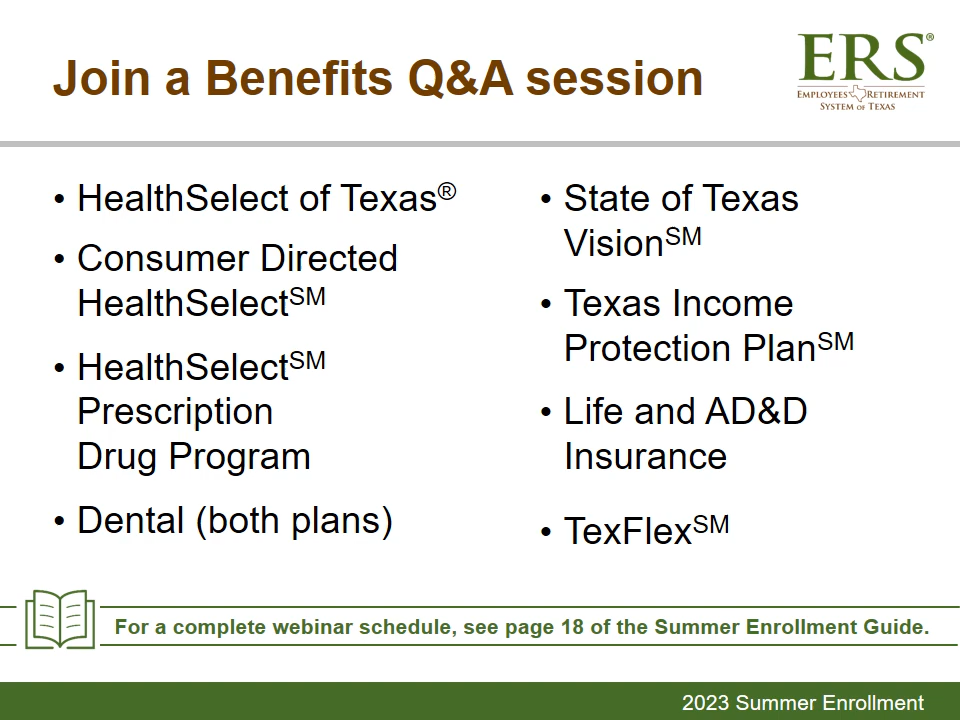 Join a Benefits Q&A session
ERS®
EMPLOYEES RETIREMENT
SYSTEM OF TEXAS
• HealthSelect of Texas®
• Consumer Directed
HealthSelectSM
• HealthSelectSM
Prescription
Drug Program
• Dental (both plans)
• State of Texas
VisionSM
• Texas Income
Protection PlanSM
• Life and AD&D
Insurance
• TexFlexSM
For a complete webinar schedule, see page 18 of the Summer Enrollment Guide.
2023 Summer Enrollment